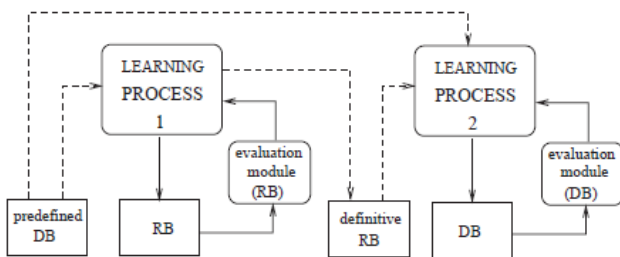 LEARNING
PROCESS
1
LEARNING
PROCESS
2
evaluation
module
(RB)
evaluation
module
(DB)
predefined
DB
RB
definitive
RB
DB